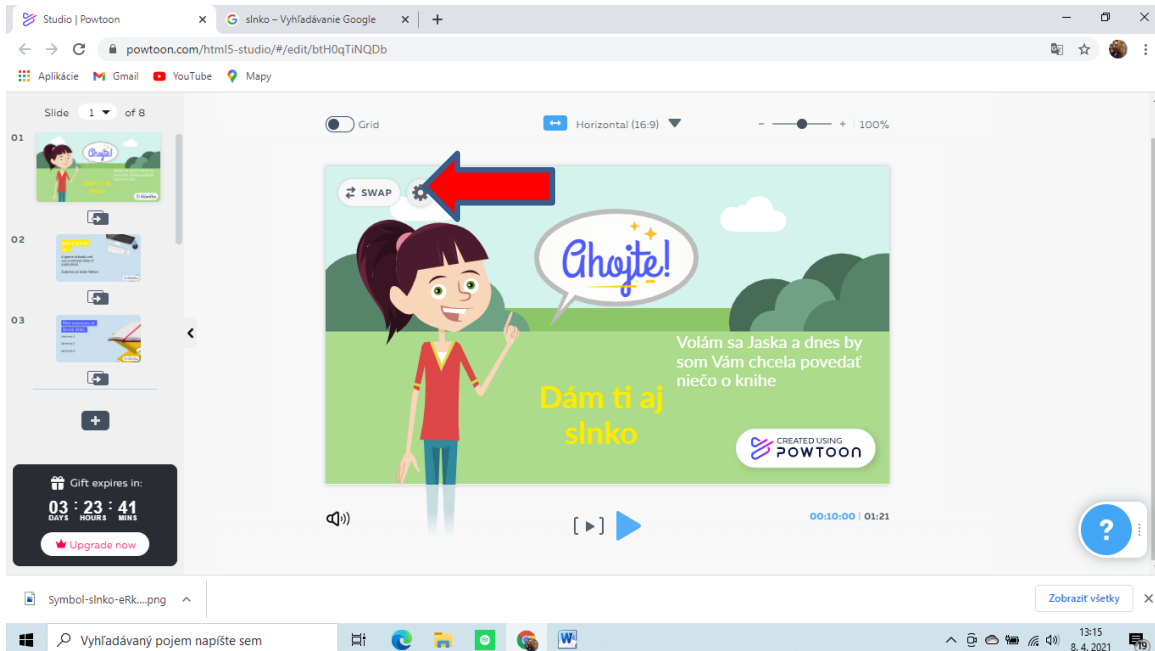 Studio | Powtoon
slnko – Vyhľadávanie Google
powtoon.com/html5-studio/#/edit/btH0qTiNQDb
Aplikácie
Gmail
YouTube
Mapy
Slide 1 of 8
01
Ahojte!
02
03
Gift expires in:
03 : 23 : 41
DAYS HOURS MINS
Upgrade now
Grid
Horizontal (16:9)
- + 100%
SWAP
Ahojte!
Volám sa Jaska a dnes by
som Vám chcela povedať
niečo o knihe
Dám ti aj
slnko
CREATED USING
POWTOON
[ ]
00:10:00 | 01:21
?
Symbol-slnko-eRk....png
Zobraziť všetky
Vyhľadávaný pojem napíšte sem
13:15
8. 4. 2021
19